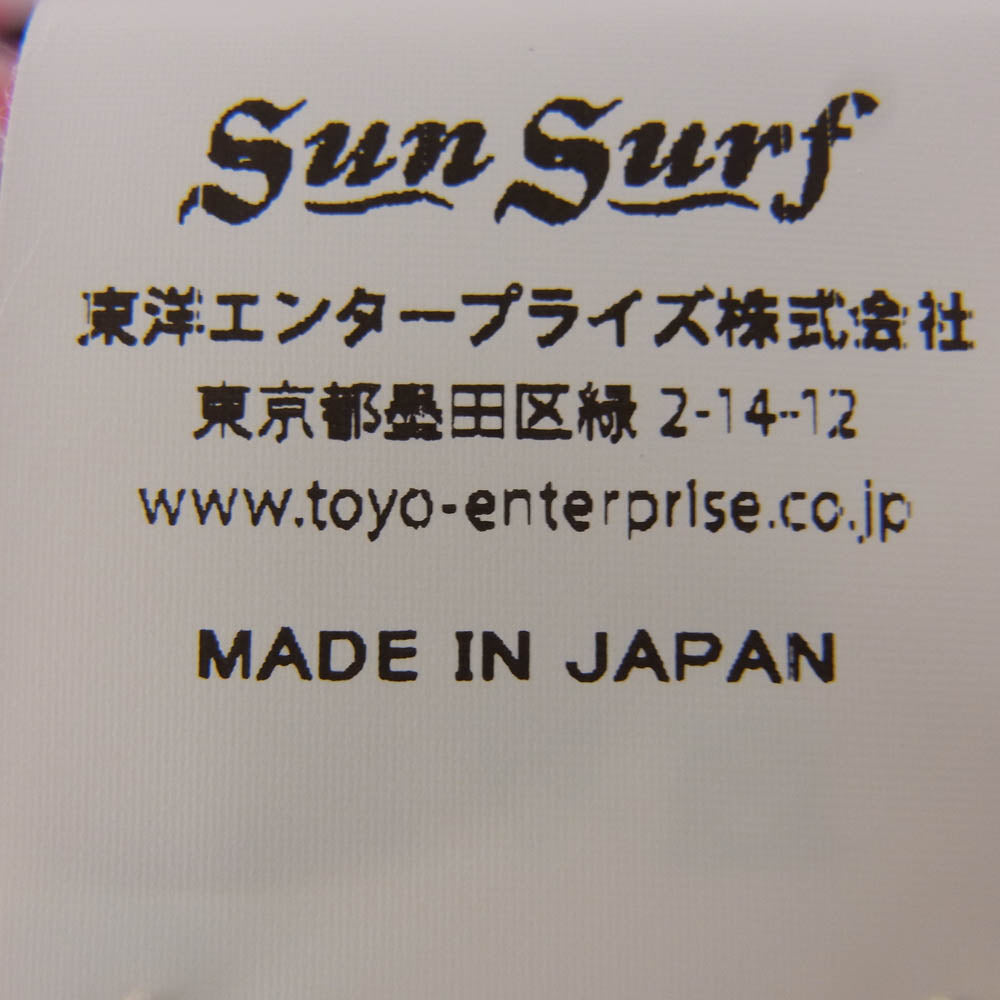 Sun Surf
東洋エンタープライズ株式会社
東京都墨田区緑 2-14-12
www.toyo-enterprise.co.jp
MADE IN JAPAN